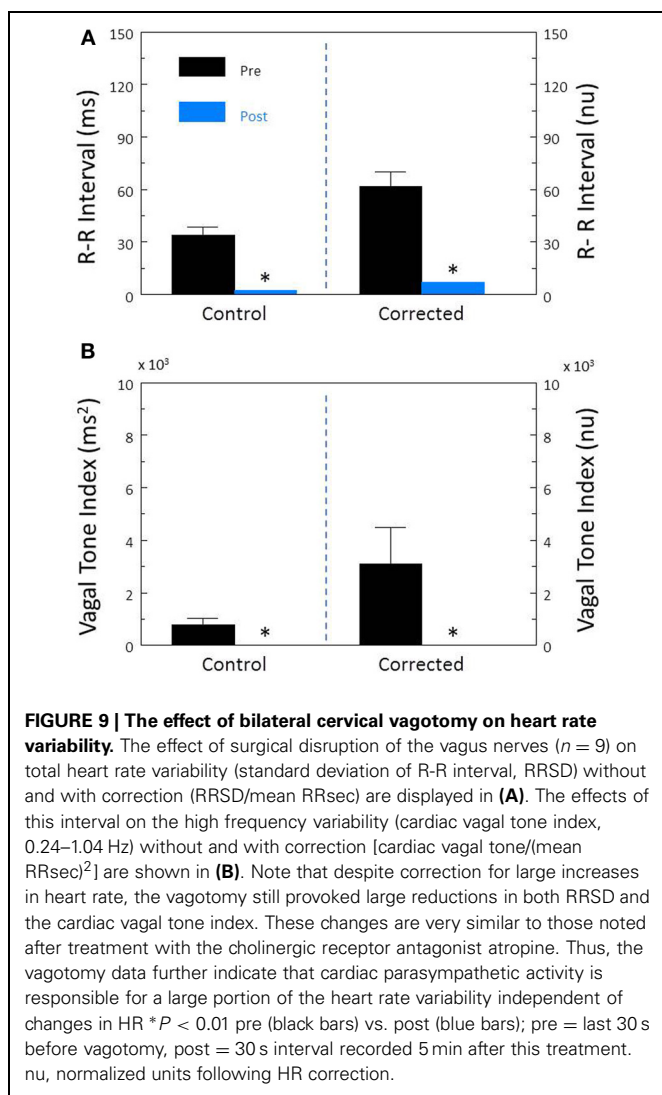 A
150
120
90
60
30
0
R-R Interval (ms)
Pre
Post
*
*
150
120
90
60
30
0
R- R Interval (nu)
Control
Corrected
B
x 10³
10
8
6
4
2
0
Vagal Tone Index (ms²)
*
*
x 10³
10
8
6
4
2
0
Vagal Tone Index (nu)
Control
Corrected
FIGURE 9 | The effect of bilateral cervical vagotomy on heart rate
variability. The effect of surgical disruption of the vagus nerves (n = 9) on
total heart rate variability (standard deviation of R-R interval, RRSD) without
and with correction (RRSD/mean RRsec) are displayed in (A). The effects of
this interval on the high frequency variability (cardiac vagal tone index,
0.24–1.04 Hz) without and with correction [cardiac vagal tone/(mean
RRsec)²] are shown in (B). Note that despite correction for large increases
in heart rate, the vagotomy still provoked large reductions in both RRSD and
the cardiac vagal tone index. These changes are very similar to those noted
after treatment with the cholinergic receptor antagonist atropine. Thus, the
vagotomy data further indicate that cardiac parasympathetic activity is
responsible for a large portion of the heart rate variability independent of
changes in HR *P < 0.01 pre (black bars) vs. post (blue bars); pre = last 30 s
before vagotomy, post = 30 s interval recorded 5 min after this treatment.
nu, normalized units following HR correction.